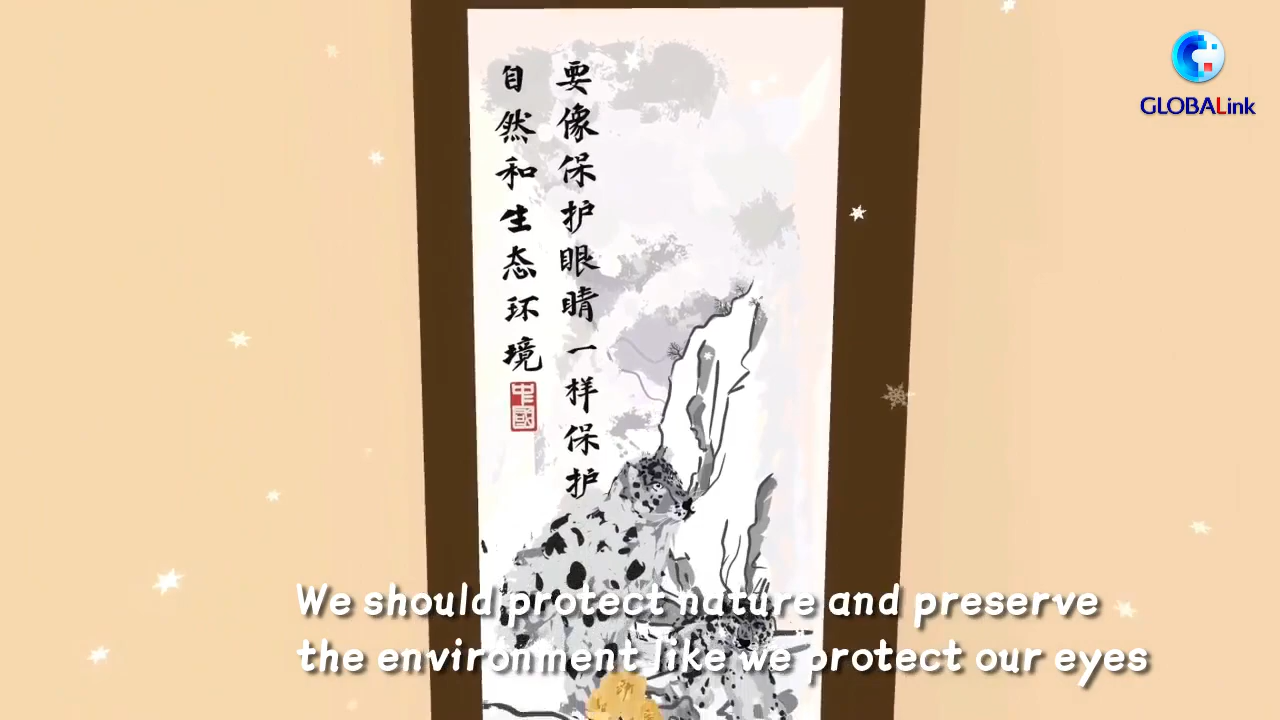 要像保护眼睛一样保护
自然和生态环境
中國
GLOBALink
We should protect nature and preserve
the environment like we protect our eyes